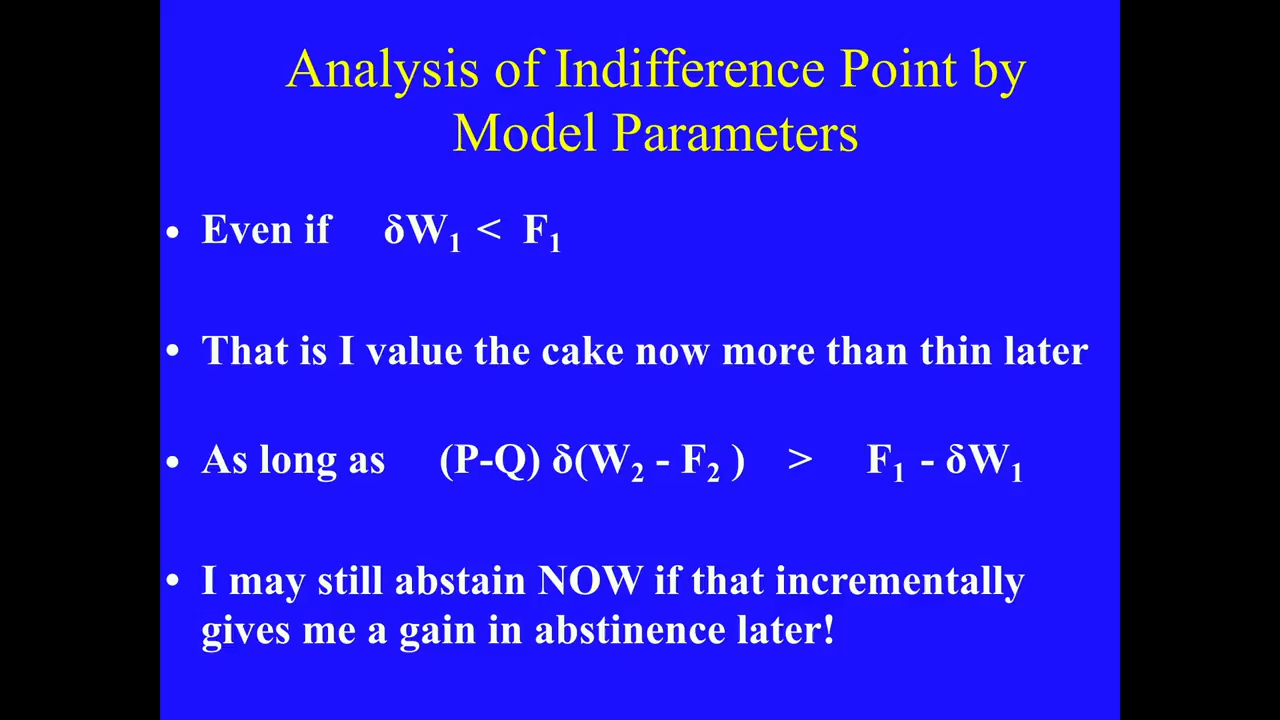 Analysis of Indifference Point by
Model Parameters
• Even if δW₁ < F₁
• That is I value the cake now more than thin later
• As long as (P-Q) δ(W₂ - F₂ ) > F₁ - δW₁
• I may still abstain NOW if that incrementally
gives me a gain in abstinence later!